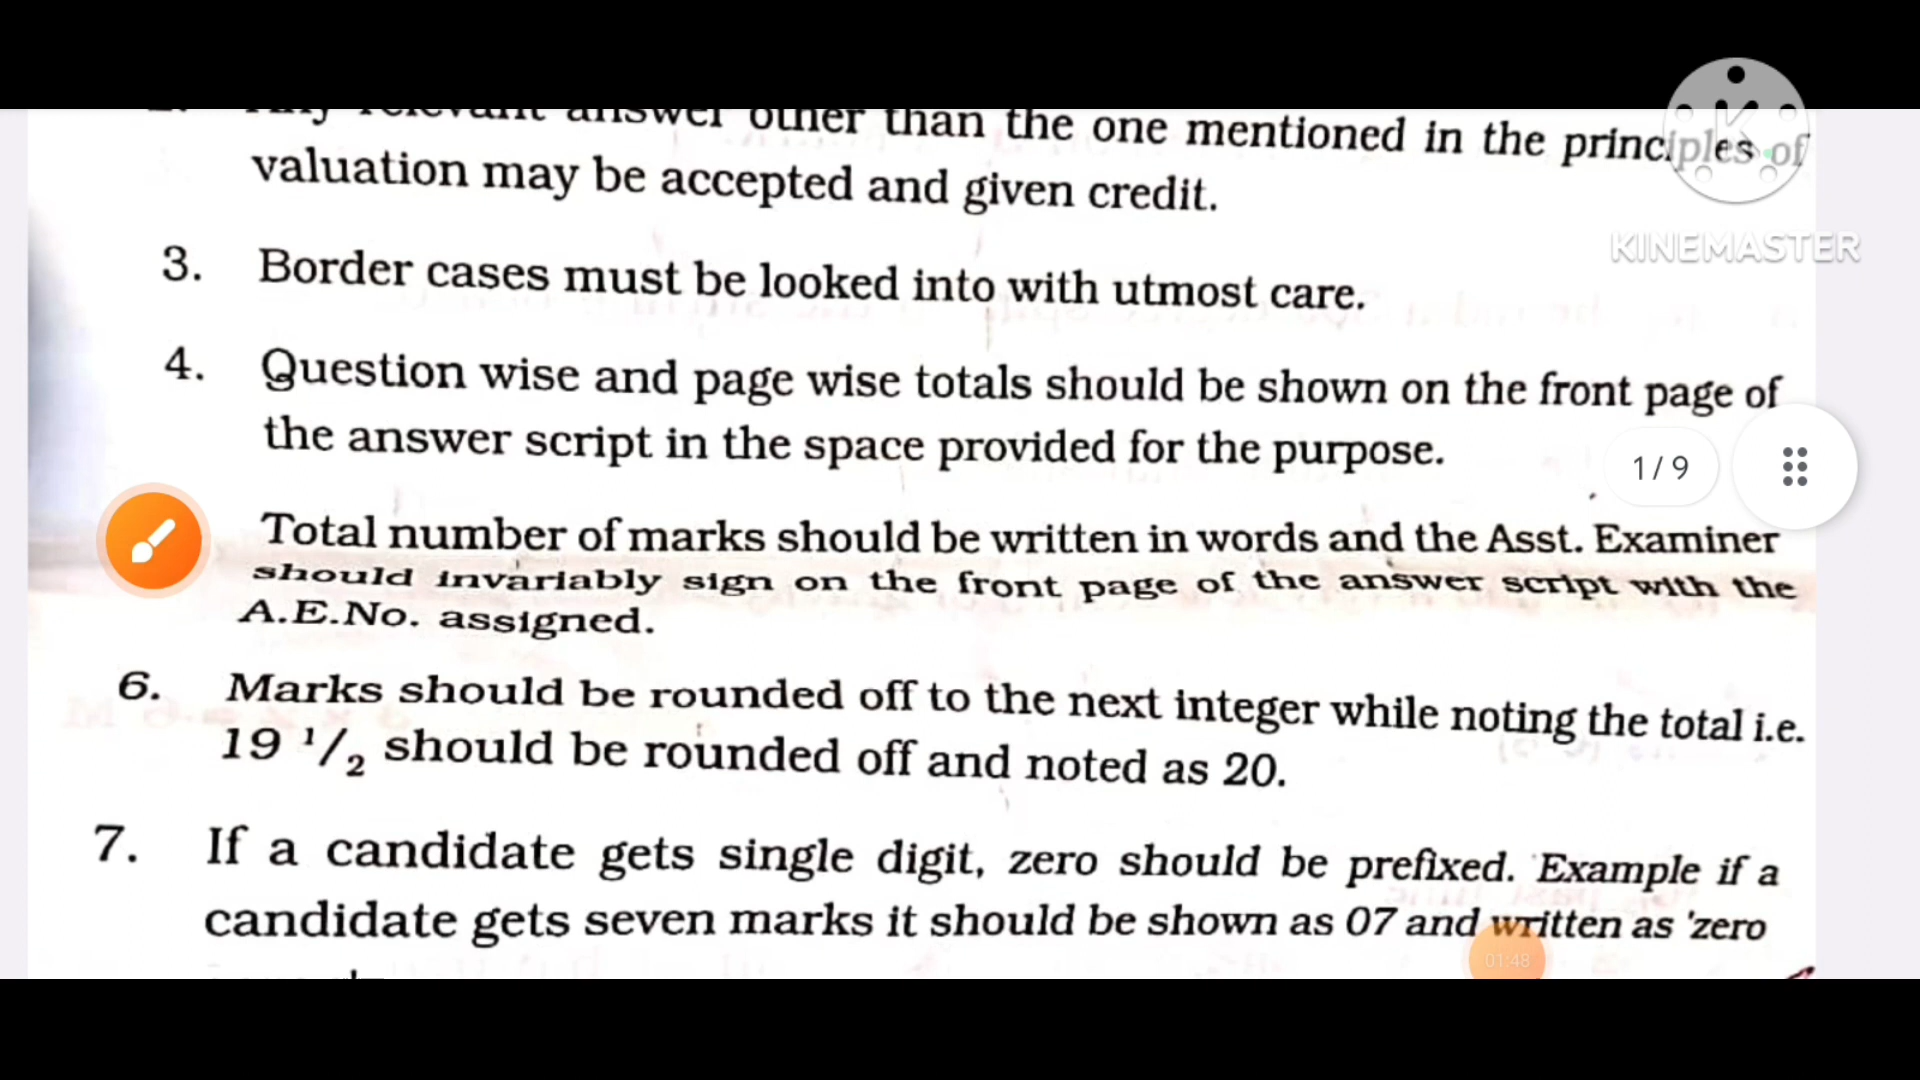 Any relevant answer other than the one mentioned in the principles of
valuation may be accepted and given credit.
KINEMASTER
3. Border cases must be looked into with utmost care.
4. Question wise and page wise totals should be shown on the front page of
the answer script in the space provided for the purpose.
1 / 9
Total number of marks should be written in words and the Asst. Examiner
should invariably sign on the front page of the answer script with the
A.E.No. assigned.
6. Marks should be rounded off to the next integer while noting the total i.e.
19 ¹/₂ should be rounded off and noted as 20.
7. If a candidate gets single digit, zero should be prefixed. Example if a
candidate gets seven marks it should be shown as 07 and written as 'zero
01:48